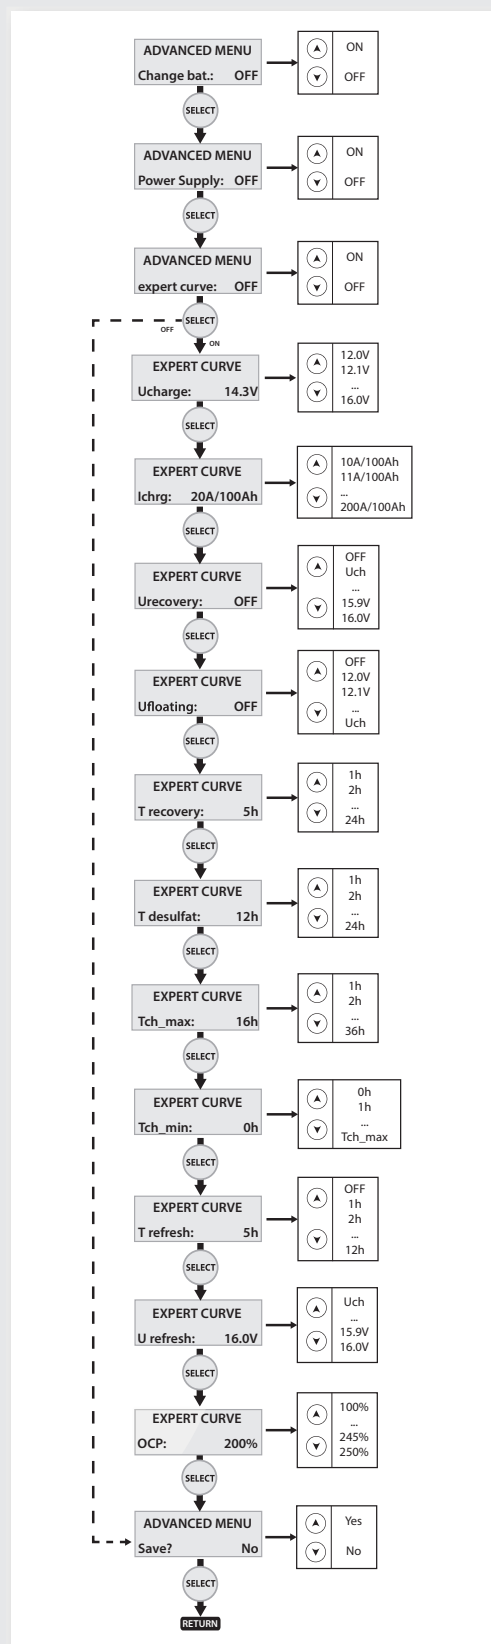 ADVANCED MENU
Change bat.: OFF
ON
OFF
SELECT
ADVANCED MENU
Power Supply: OFF
ON
OFF
SELECT
ADVANCED MENU
expert curve: OFF
ON
OFF
SELECT
OFF
ON
EXPERT CURVE
Ucharge: 14.3V
12.0V
12.1V
...
16.0V
SELECT
EXPERT CURVE
Ichrg: 20A/100Ah
10A/100Ah
11A/100Ah
...
200A/100Ah
SELECT
EXPERT CURVE
Urecovery: OFF
OFF
Uch
...
15.9V
16.0V
SELECT
EXPERT CURVE
Ufloating: OFF
OFF
12.0V
12.1V
...
Uch
SELECT
EXPERT CURVE
T recovery: 5h
1h
2h
...
24h
SELECT
EXPERT CURVE
T desulfat: 12h
1h
2h
...
24h
SELECT
EXPERT CURVE
Tch_max: 16h
1h
2h
...
36h
SELECT
EXPERT CURVE
Tch_min: 0h
0h
1h
...
Tch_max
SELECT
EXPERT CURVE
T refresh: 5h
OFF
1h
2h
...
12h
SELECT
EXPERT CURVE
U refresh: 16.0V
Uch
...
15.9V
16.0V
SELECT
EXPERT CURVE
OCP: 200%
100%
...
245%
250%
SELECT
ADVANCED MENU
Save? No
Yes
No
SELECT
RETURN